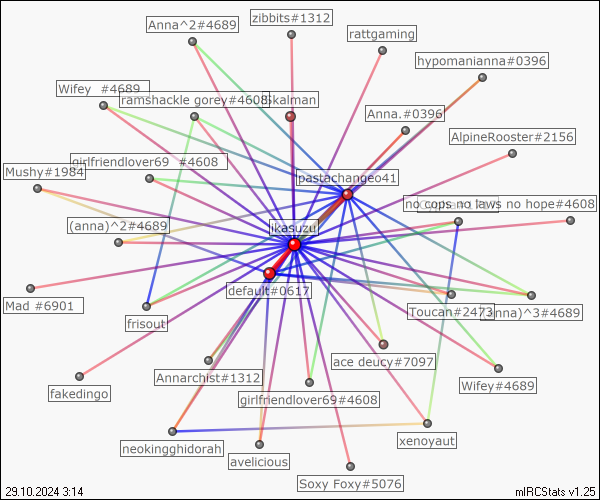 zibbits#1312
Anna^2#4689
rattgaming
hypomanianna#0396
Wifey  #4689
ramshackle gorey#4608
Skalman
Anna.#0396
AlpineRooster#2156
girlfriendlover69  #4608
Mushy#1984
pastachangeo41
no cops no laws no hope#4608
(anna)^2#4689
ikasuzu
default#0617
Mad #6901
Toucan#2473
(anna)^3#4689
frisout
ace deucy#7097
Annarchist#1312
Wifey#4689
fakedingo
girlfriendlover69#4608
xenoyaut
neokingghidorah
avelicious
Soxy Foxy#5076
29.10.2024 3:14
mIRCStats v1.25